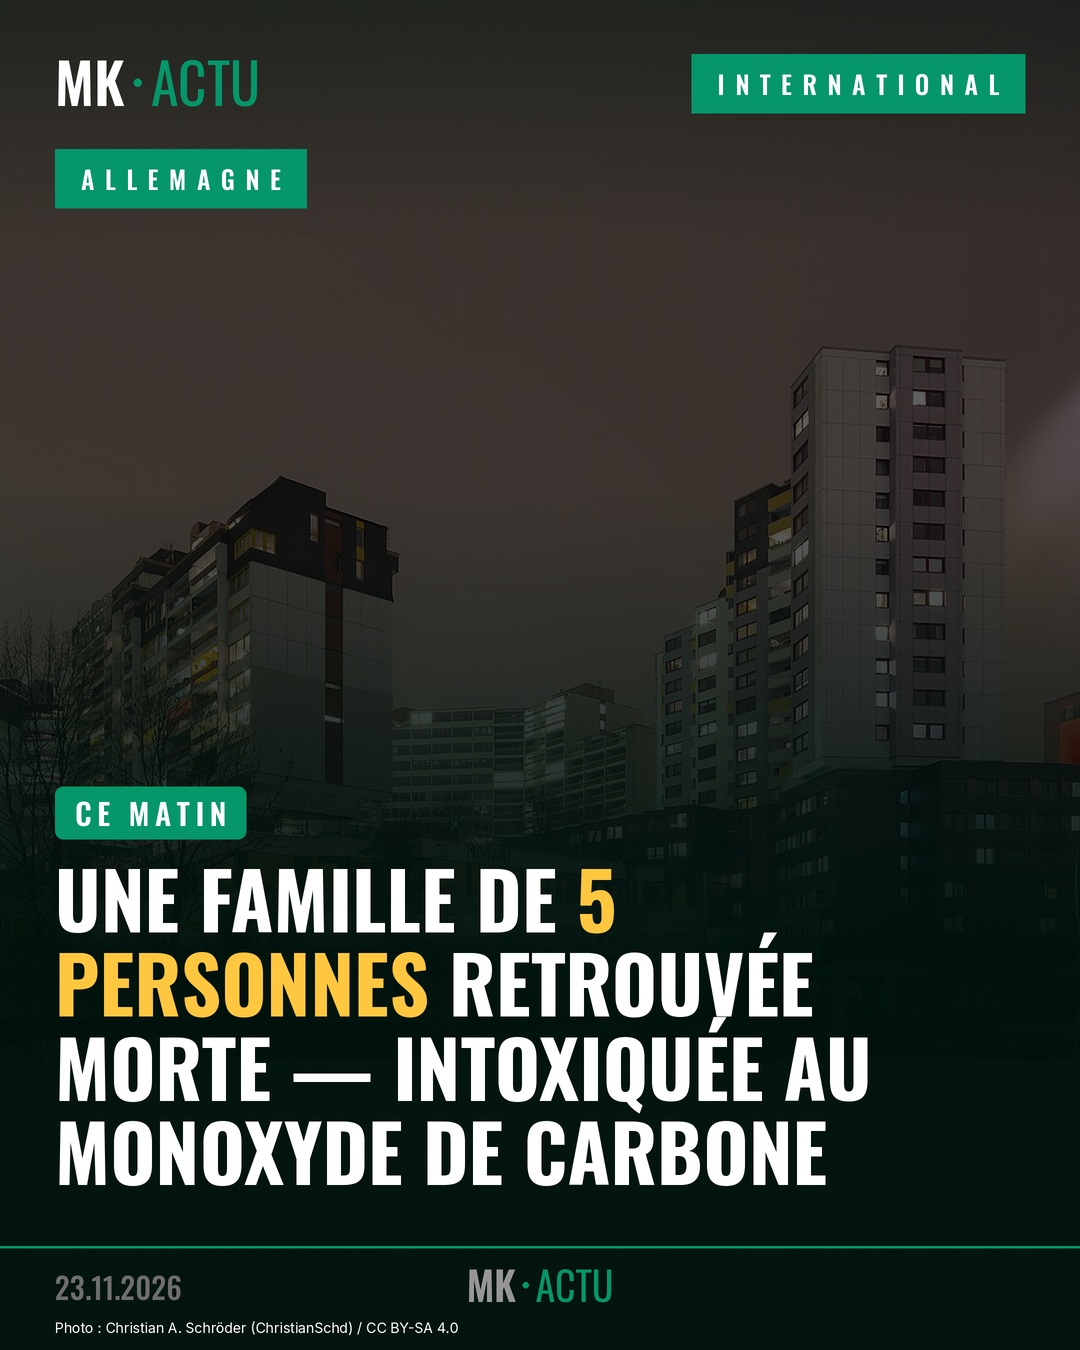 MK·ACTU
INTERNATIONAL
ALLEMAGNE
CE MATIN
UNE FAMILLE DE 5
PERSONNES RETROUVÉE
MORTE — INTOXIQUÉE AU
MONOXYDE DE CARBONE
23.11.2026
MK·ACTU
Photo : Christian A. Schröder (ChristianSchd) / CC BY-SA 4.0